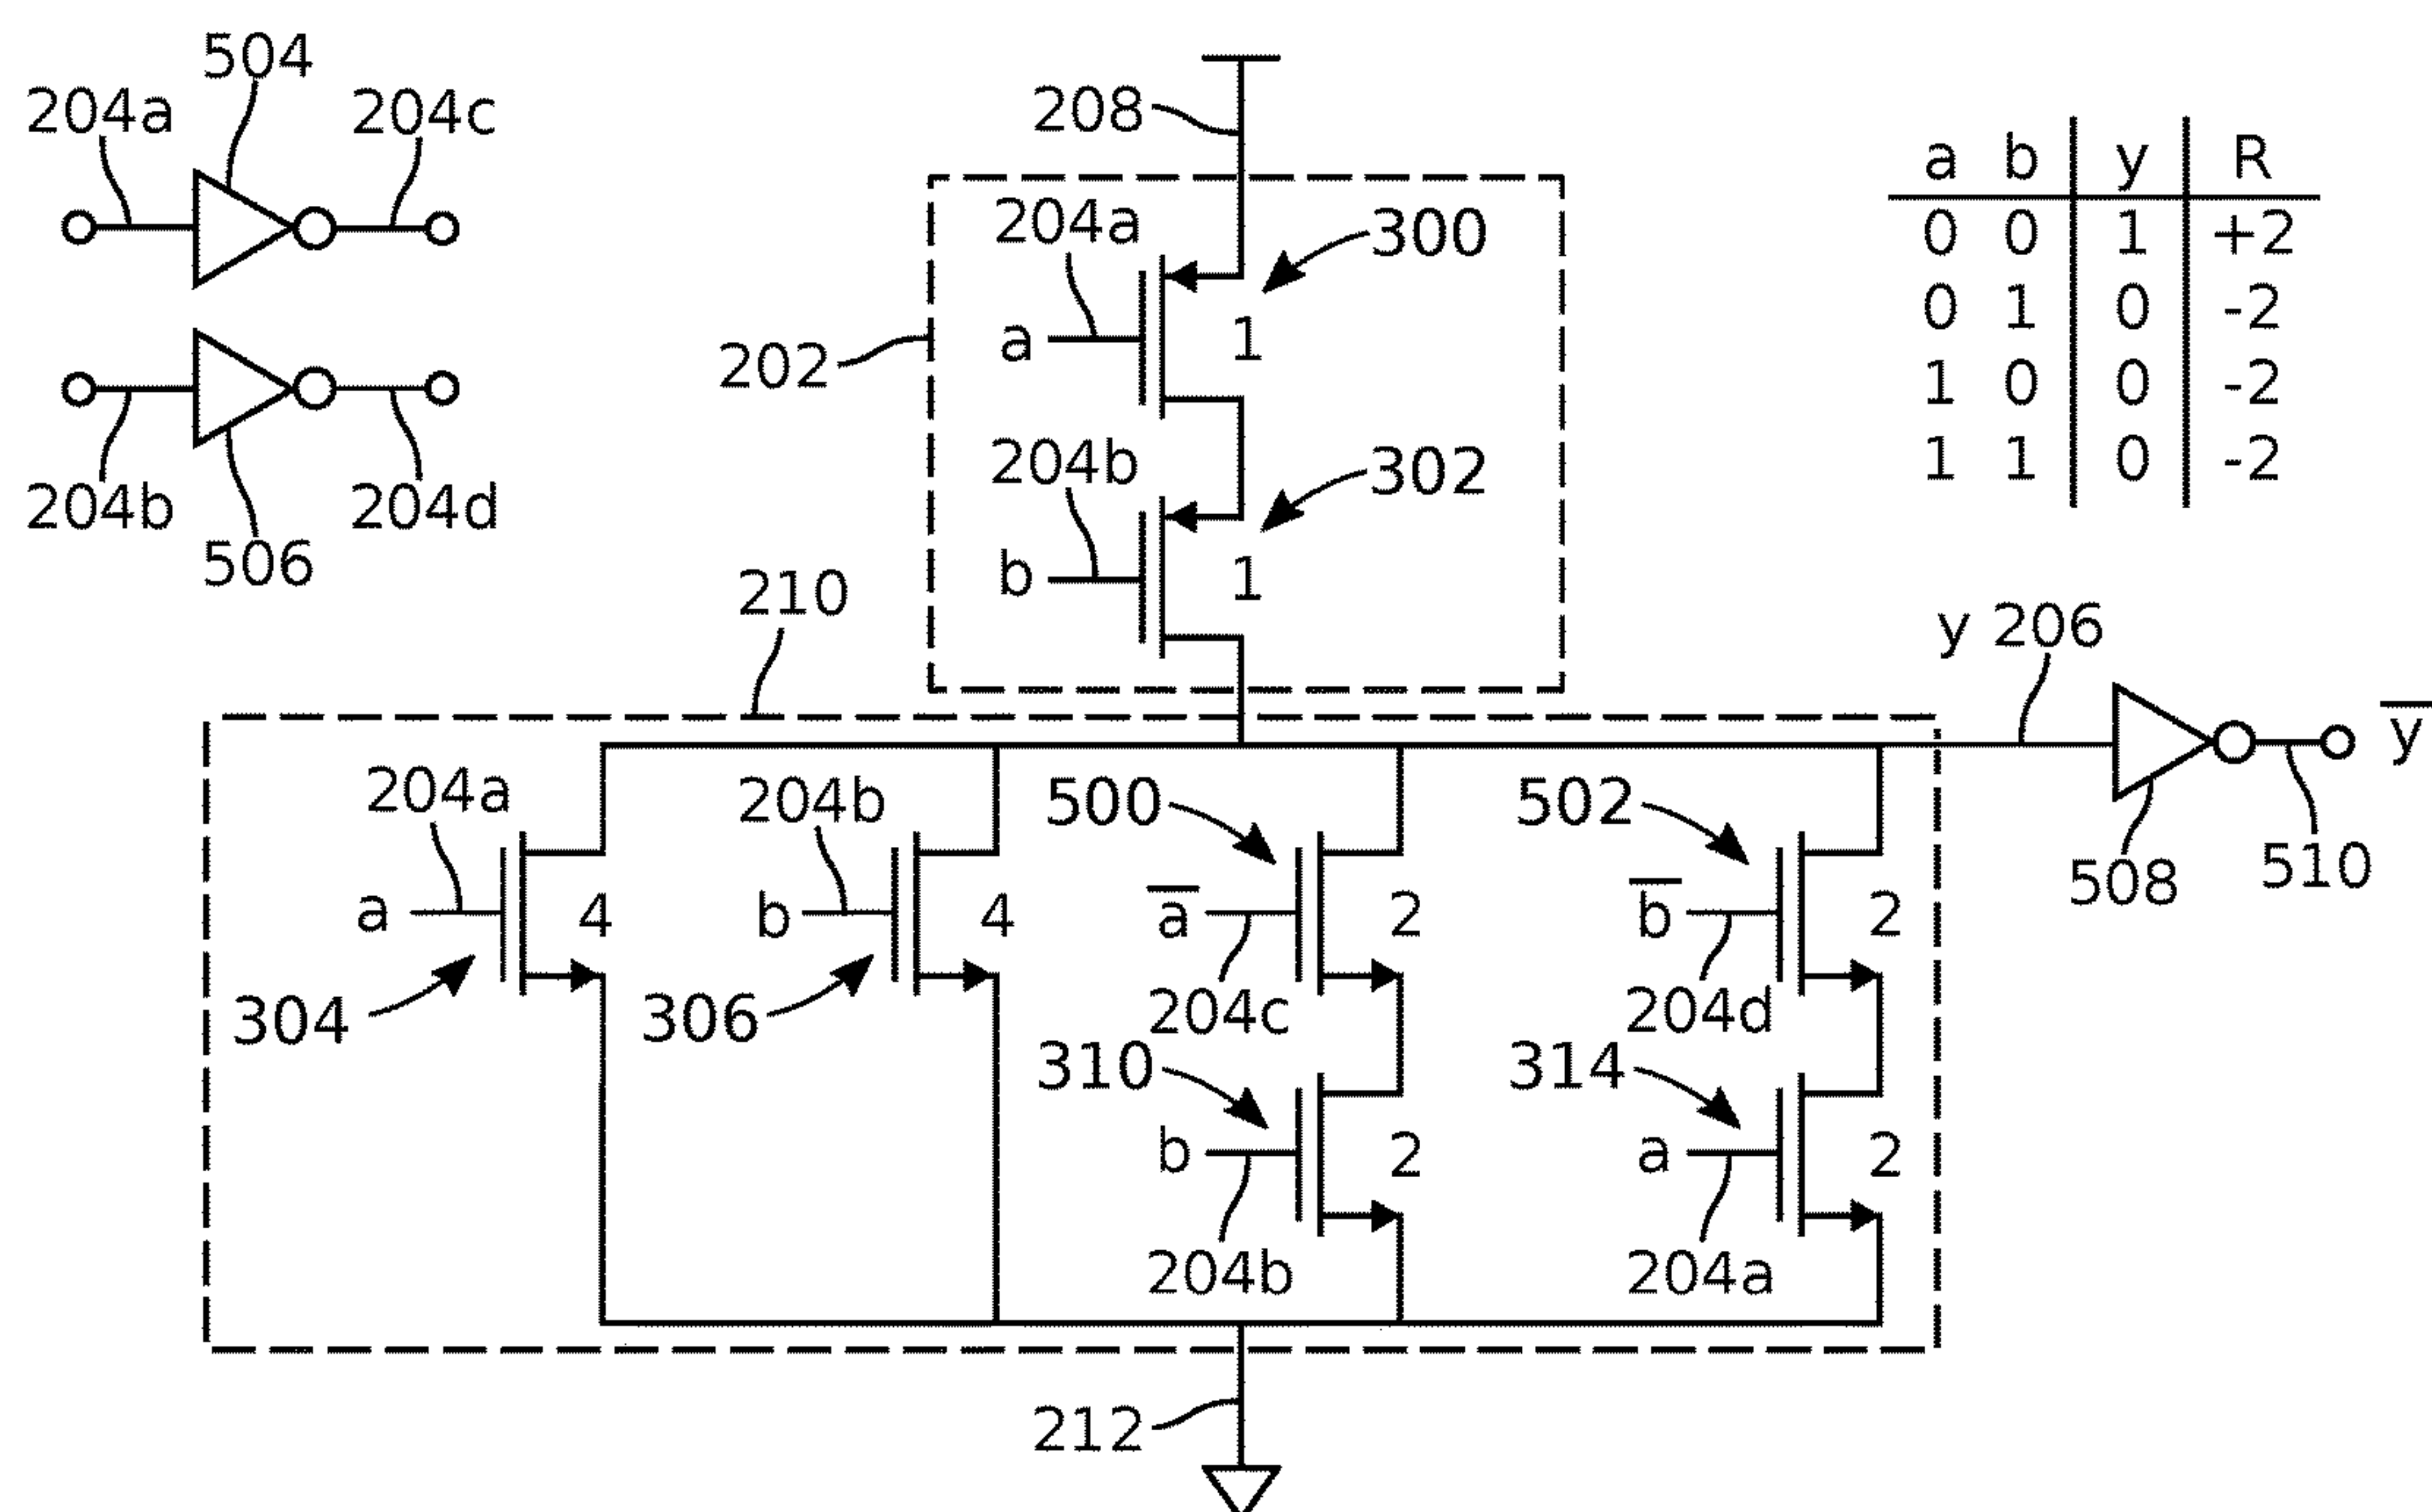 504
204a 204c
204b 204d
506
208
204a 300
a 1
202
204b 302
b 1
a b y R
0 0 1 +2
0 1 0 -2
1 0 0 -2
1 1 0 -2
210
y 206
y̅
508 510
204a 204b 500 502
a 4 b 4 a̅ 2 b̅ 2
304 306 204c 204d
310 314
b 2 a 2
204b 204a
212